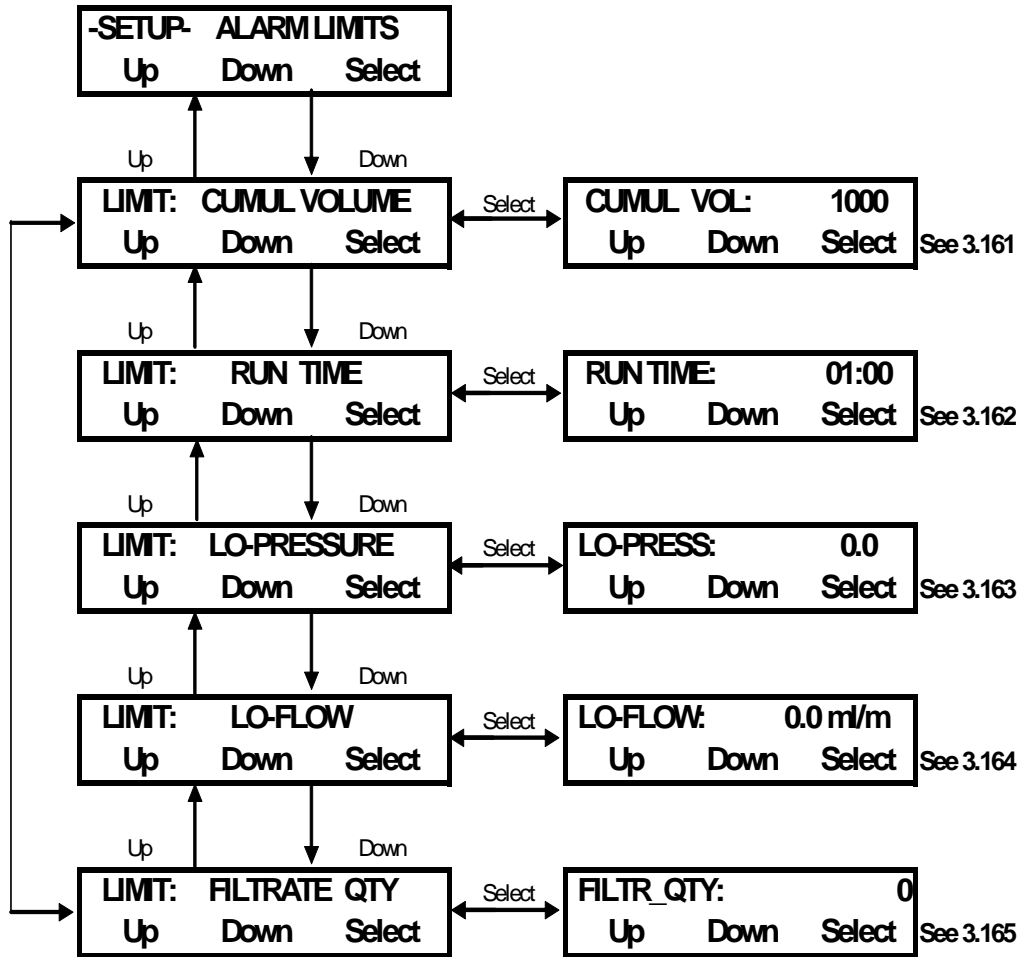 -SETUP- ALARM LIMITS
Up Down Select
Up Down
LIMIT: CUMUL VOLUME
Up Down Select
Select
CUMUL VOL: 1000
Up Down Select
See 3.161
Up Down
LIMIT: RUN TIME
Up Down Select
Select
RUN TIME: 01:00
Up Down Select
See 3.162
Up Down
LIMIT: LO-PRESSURE
Up Down Select
Select
LO-PRESS: 0.0
Up Down Select
See 3.163
Up Down
LIMIT: LO-FLOW
Up Down Select
Select
LO-FLOW: 0.0 ml/m
Up Down Select
See 3.164
Up Down
LIMIT: FILTRATE QTY
Up Down Select
Select
FILTR_QTY: 0
Up Down Select
See 3.165